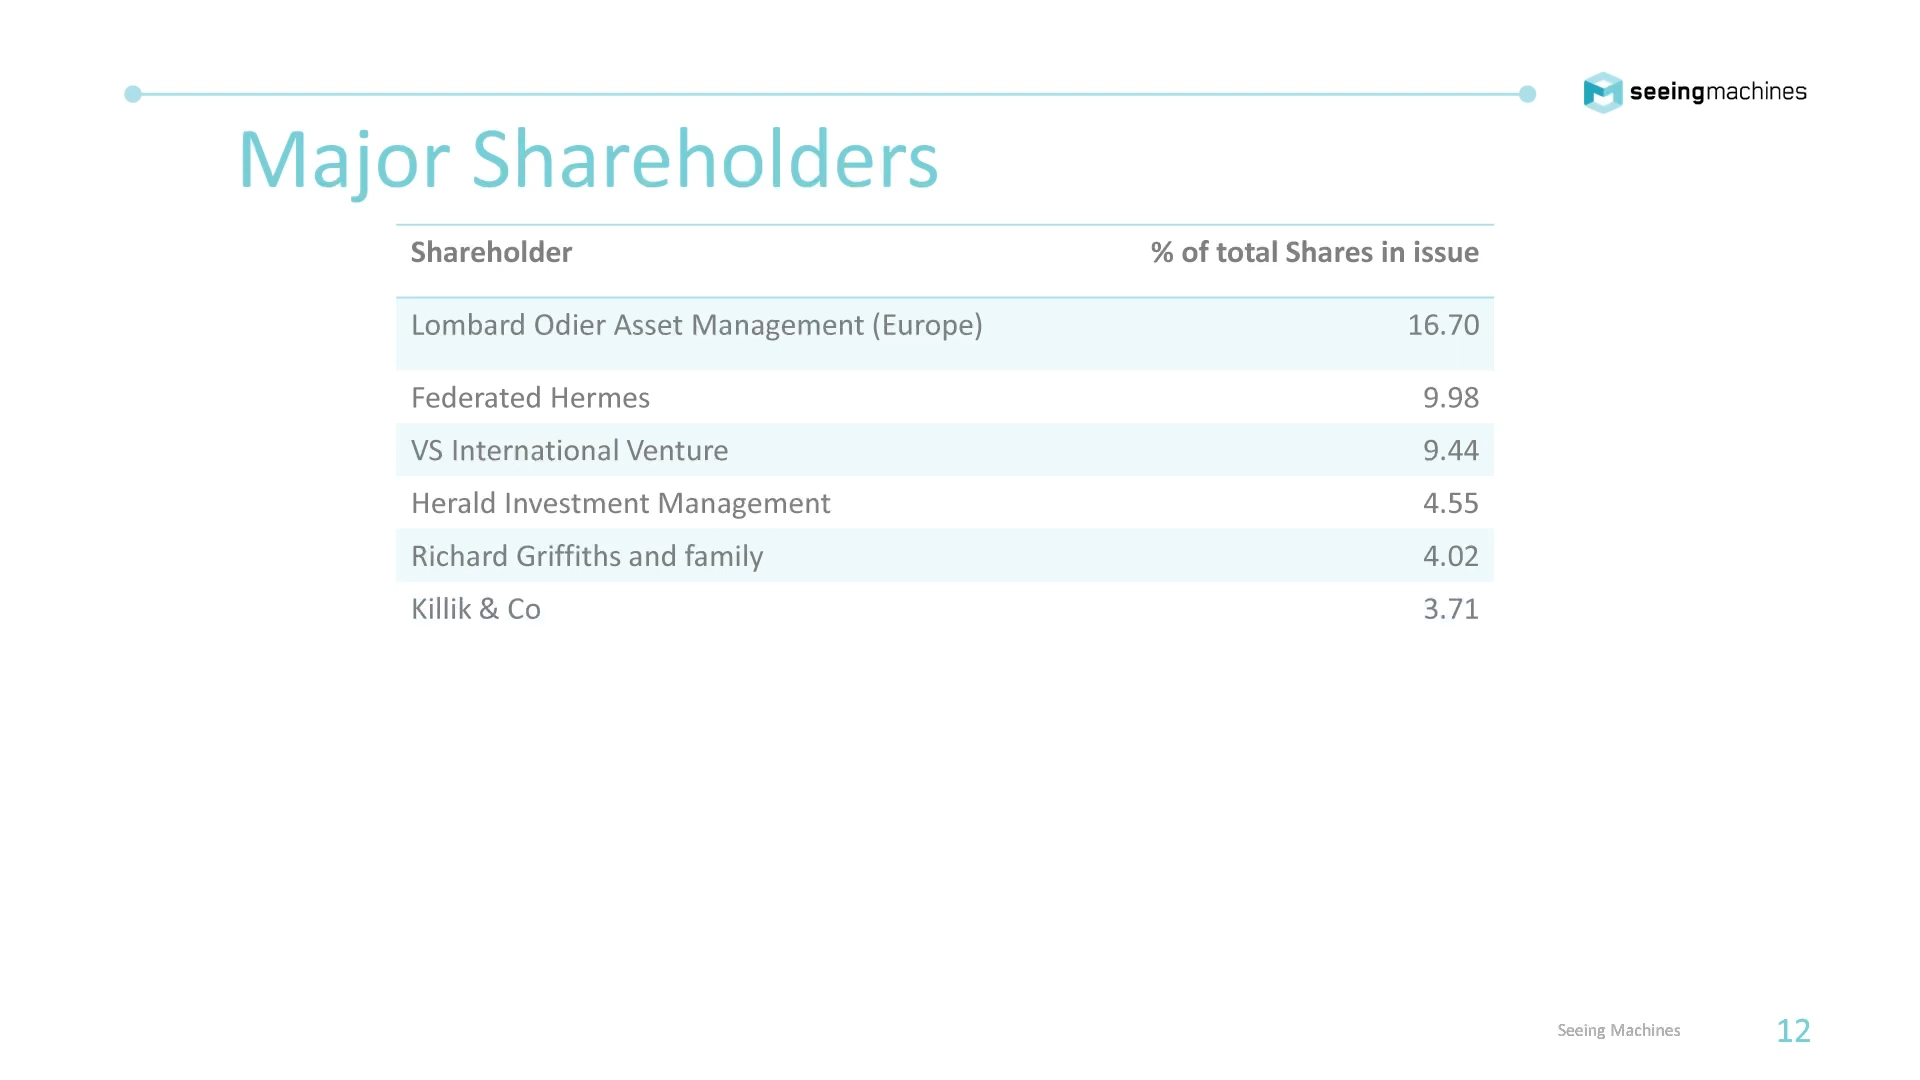 seeingmachines
Major Shareholders
Shareholder % of total Shares in issue
Lombard Odier Asset Management (Europe) 16.70
Federated Hermes 9.98
VS International Venture 9.44
Herald Investment Management 4.55
Richard Griffiths and family 4.02
Killik & Co 3.71
Seeing Machines 12